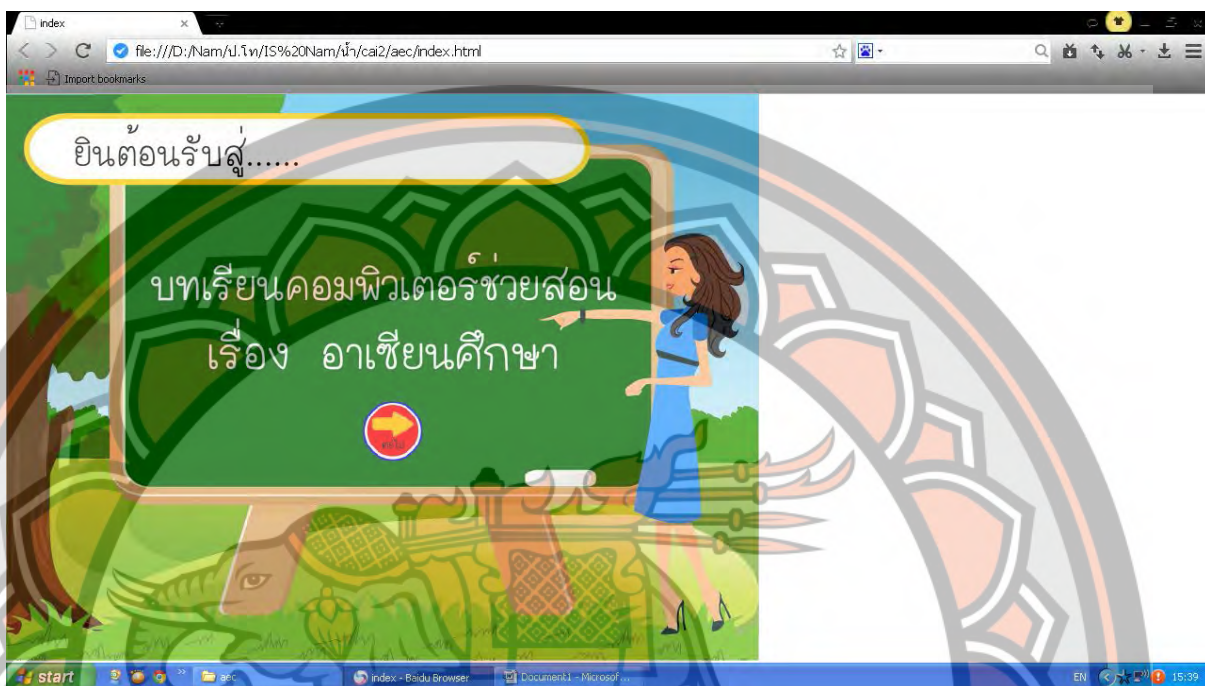 index
file:///D:/Nam/ป.โท/IS%20Nam/น้ำ/cai2/aec/index.html
Import bookmarks
ยินต้อนรับสู่......
บทเรียนคอมพิวเตอร์ช่วยสอน
เรื่อง อาเซียนศึกษา
start
aec
index - Baidu Browser
Document1 - Microsof...
EN
15:39